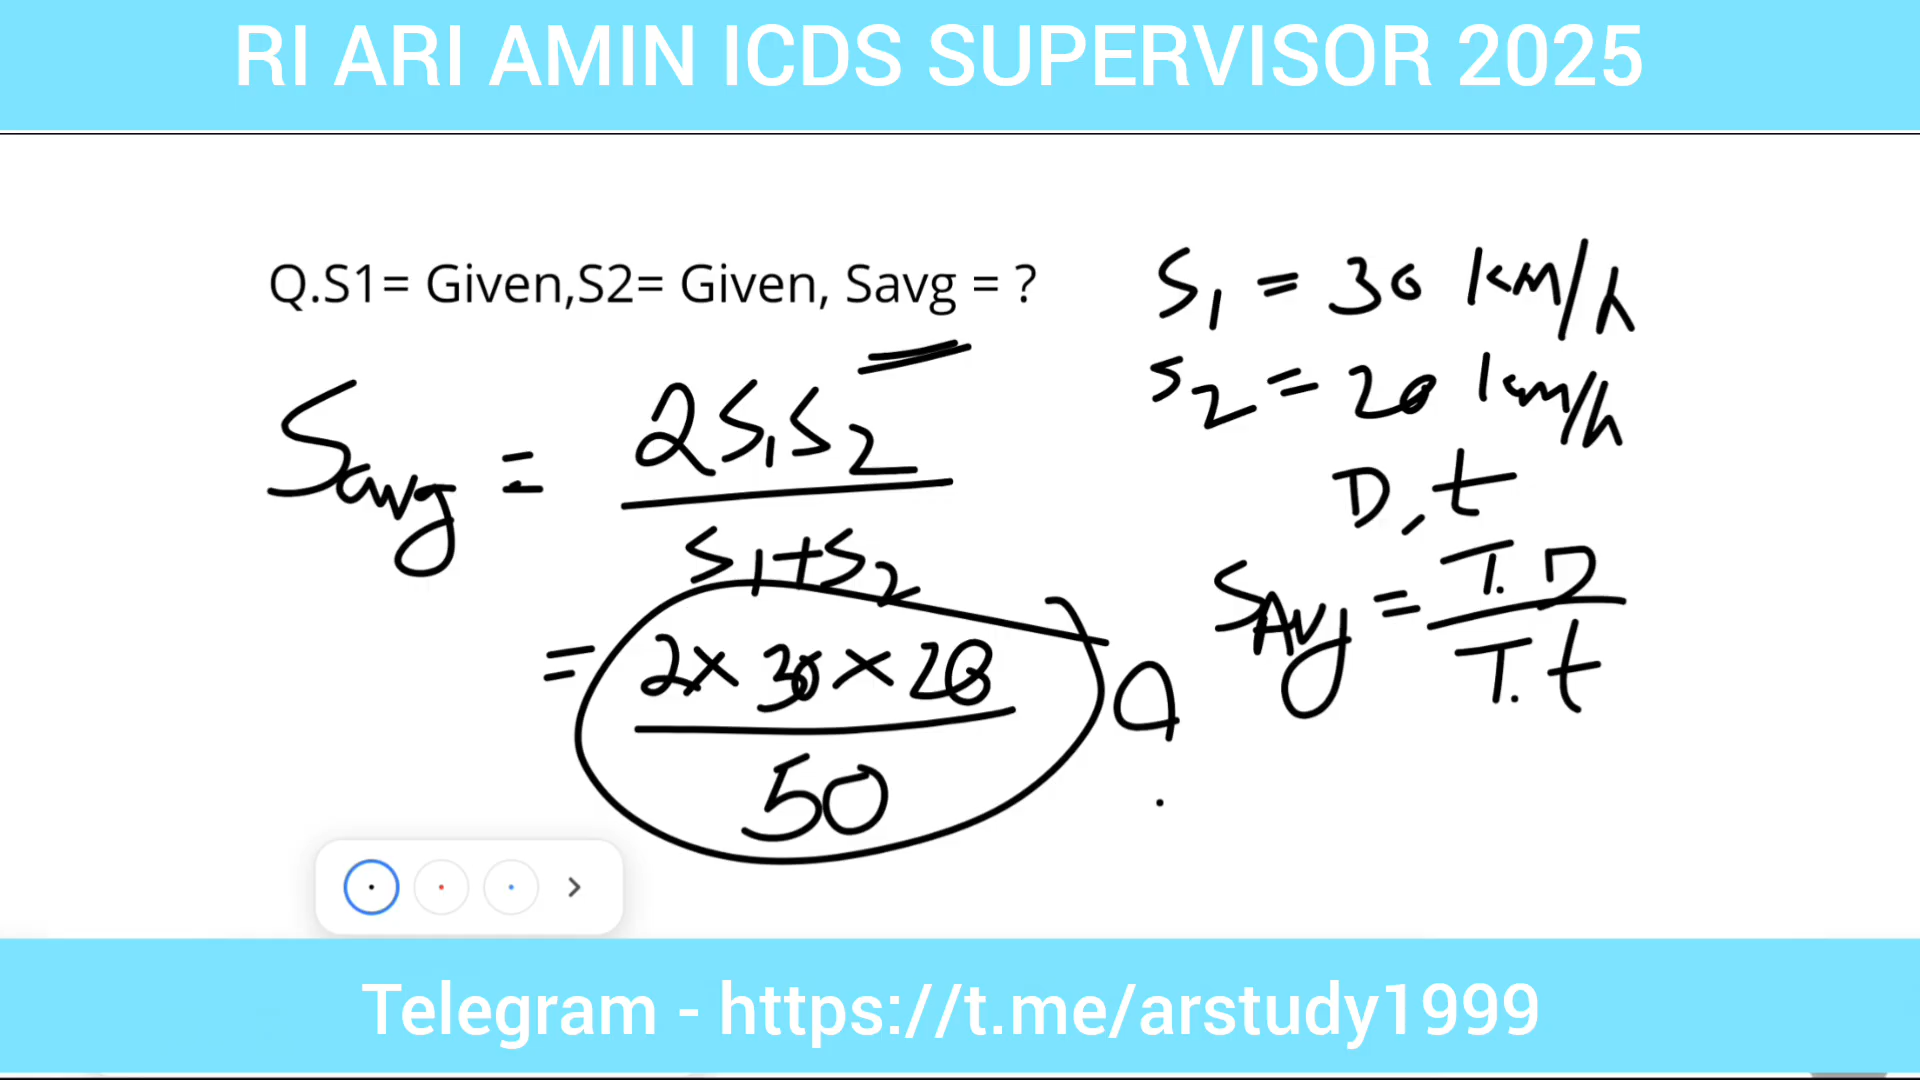 RI ARI AMIN ICDS SUPERVISOR 2025
Q.S1= Given,S2= Given, Savg = ?
Savg = 2S1S2 / S1+S2
= 2× 30 × 20 / 50
S1 = 30 km/h
S2 = 20 km/h
D, t
SAvg = T.D / T.t
Telegram - https://t.me/arstudy1999